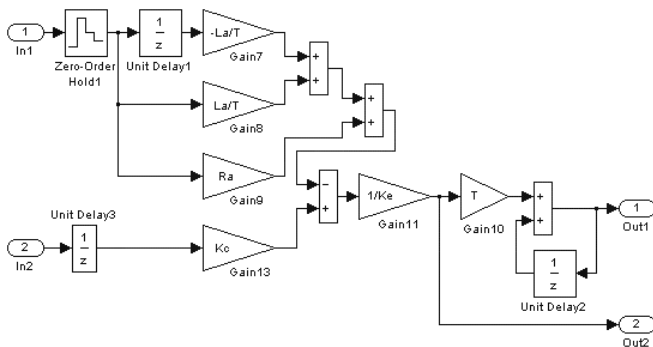 1
In1
Zero-Order
Hold1
1
z
Unit Delay1
-La/T
Gain7
La/T
Gain8
Ra
Gain9
+
+
+
+
Unit Delay3
2
In2
1
z
Kc
Gain13
−
+
1/Ke
Gain11
T
Gain10
+
+
1
z
Unit Delay2
1
Out1
2
Out2